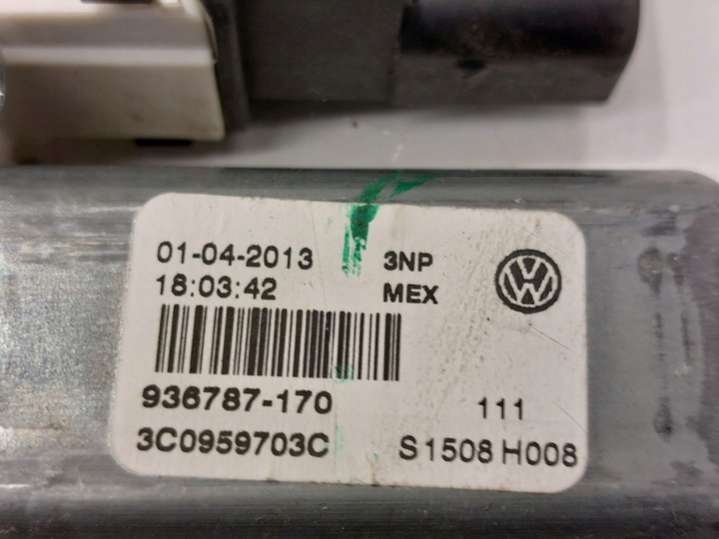 01-04-2013 3NP
18:03:42 MEX
936787-170 111
3C0959703C S1508 H008